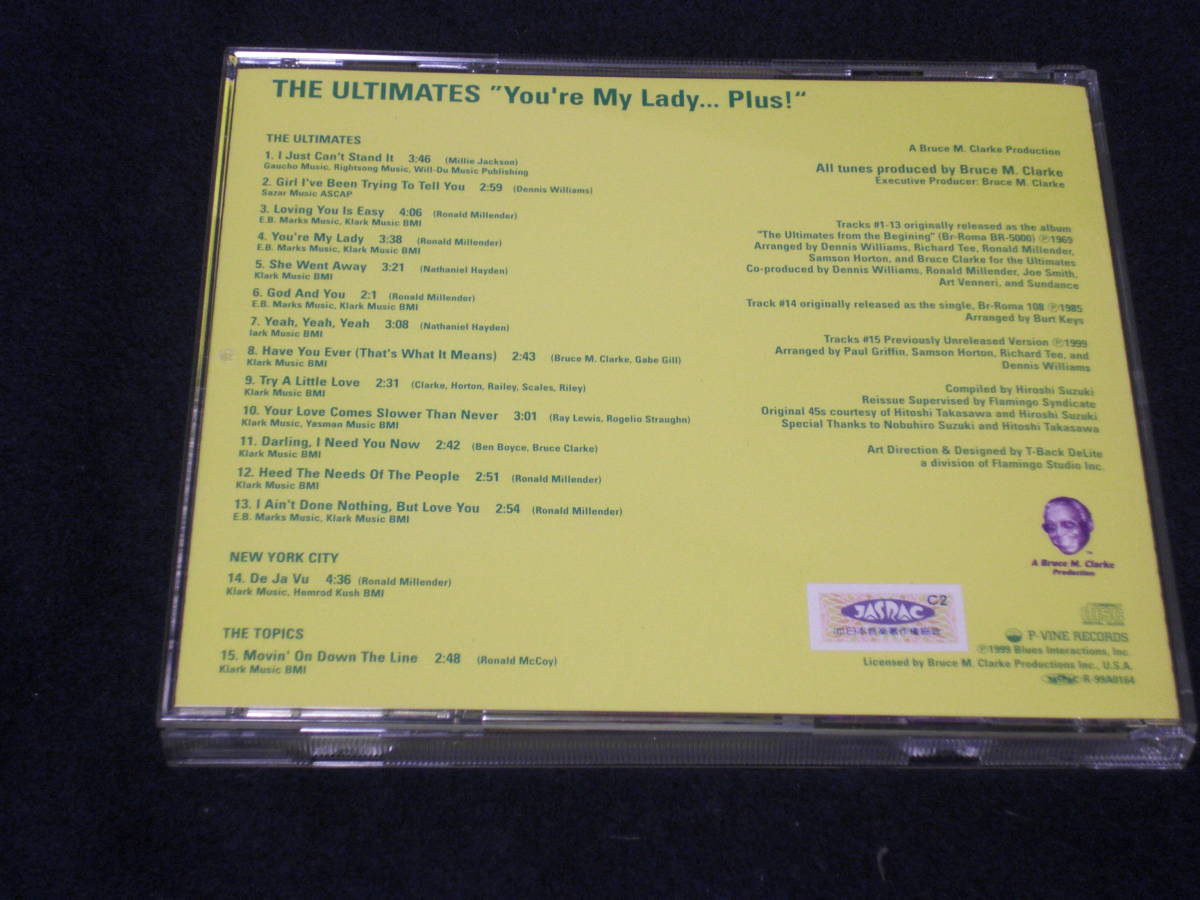 THE ULTIMATES "You're My Lady... Plus!"
THE ULTIMATES
1. I Just Can't Stand It 3:46 (Millie Jackson)
Gaucho Music, Rightsong Music, Will-Du Music Publishing
2. Girl I've Been Trying To Tell You 2:59 (Dennis Williams)
Sazar Music ASCAP
3. Loving You Is Easy 4:06 (Ronald Millender)
E.B. Marks Music, Klark Music BMI
4. You're My Lady 3:38 (Ronald Millender)
E.B. Marks Music, Klark Music BMI
5. She Went Away 3:21 (Nathaniel Hayden)
Klark Music BMI
6. God And You 2:1 (Ronald Millender)
E.B. Marks Music, Klark Music BMI
7. Yeah, Yeah, Yeah 3:08 (Nathaniel Hayden)
lark Music BMI
8. Have You Ever (That's What It Means) 2:43 (Bruce M. Clarke, Gabe Gill)
Klark Music BMI
9. Try A Little Love 2:31 (Clarke, Horton, Railey, Scales, Riley)
Klark Music BMI
10. Your Love Comes Slower Than Never 3:01 (Ray Lewis, Rogelio Straughn)
Klark Music, Yasman Music BMI
11. Darling, I Need You Now 2:42 (Ben Boyce, Bruce Clarke)
Klark Music BMI
12. Heed The Needs Of The People 2:51 (Ronald Millender)
Klark Music BMI
13. I Ain't Done Nothing, But Love You 2:54 (Ronald Millender)
E.B. Marks Music, Klark Music BMI
NEW YORK CITY
14. De Ja Vu 4:36 (Ronald Millender)
Klark Music, Hemrod Kush BMI
THE TOPICS
15. Movin' On Down The Line 2:48 (Ronald McCoy)
Klark Music BMI
A Bruce M. Clarke Production
All tunes produced by Bruce M. Clarke
Executive Producer: Bruce M. Clarke
Tracks #1-13 originally released as the album
"The Ultimates from the Begining" (Br-Roma BR-5000) ℗1969
Arranged by Dennis Williams, Richard Tee, Ronald Millender,
Samson Horton, and Bruce Clarke for the Ultimates
Co-produced by Dennis Williams, Ronald Millender, Joe Smith,
Art Venneri, and Sundance
Track #14 originally released as the single, Br-Roma 108 ℗1985
Arranged by Burt Keys
Tracks #15 Previously Unreleased Version ℗1999
Arranged by Paul Griffin, Samson Horton, Richard Tee, and
Dennis Williams
Compiled by Hiroshi Suzuki
Reissue Supervised by Flamingo Syndicate
Original 45s courtesy of Hitoshi Takasawa and Hiroshi Suzuki
Special Thanks to Nobuhiro Suzuki and Hitoshi Takasawa
Art Direction & Designed by T-Back DeLite
a division of Flamingo Studio Inc.
TM
A Bruce M. Clarke
Production
C2
JASRAC
disc
P-VINE RECORDS
℗1999 Blues Interactions, Inc.
Licensed by Bruce M. Clarke Productions Inc., U.S.A.
R-99A0164